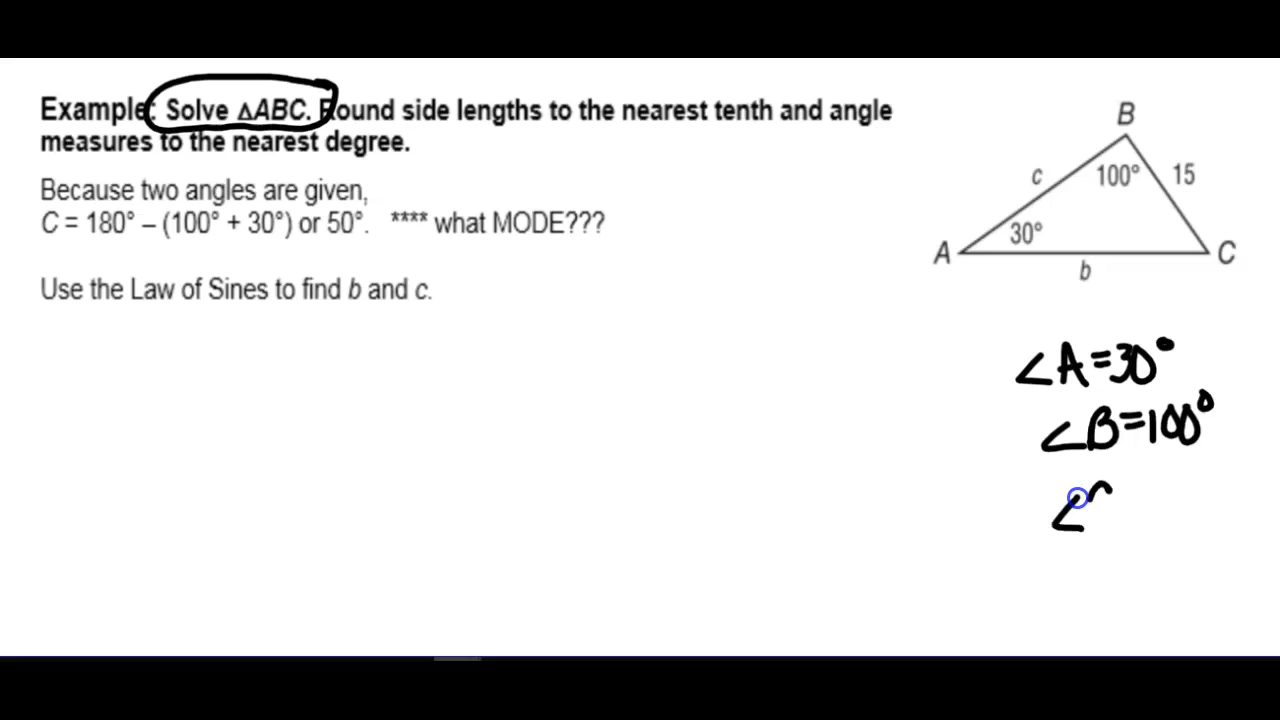 Example: Solve ΔABC. Round side lengths to the nearest tenth and angle
measures to the nearest degree.
Because two angles are given,
C = 180° – (100° + 30°) or 50°. **** what MODE???
Use the Law of Sines to find b and c.
B
c
100°
15
30°
A
C
b
∠A=30°
∠B=100°
∠